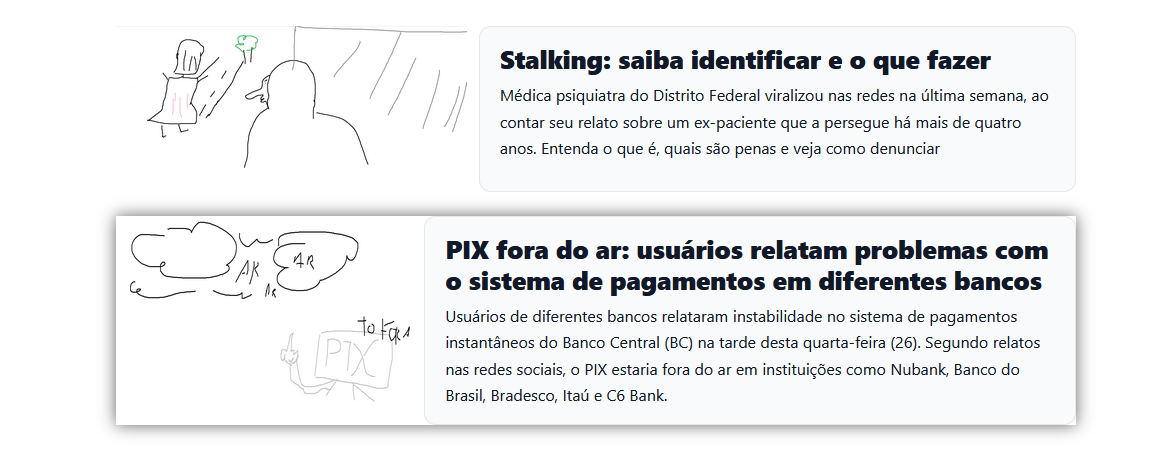 Stalking: saiba identificar e o que fazer
Médica psiquiatra do Distrito Federal viralizou nas redes na última semana, ao
contar seu relato sobre um ex-paciente que a persegue há mais de quatro
anos. Entenda o que é, quais são penas e veja como denunciar
PIX fora do ar: usuários relatam problemas com
o sistema de pagamentos em diferentes bancos
Usuários de diferentes bancos relataram instabilidade no sistema de pagamentos
instantâneos do Banco Central (BC) na tarde desta quarta-feira (26). Segundo relatos
nas redes sociais, o PIX estaria fora do ar em instituições como Nubank, Banco do
Brasil, Bradesco, Itaú e C6 Bank.
AR
AR
AR
TO FORA
PIX